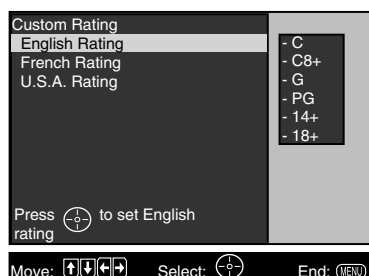 Custom Rating
English Rating
French Rating
U.S.A. Rating
- C
- C8+
- G
- PG
- 14+
- 18+
Press to set English
rating
Move: Select: End: MENU